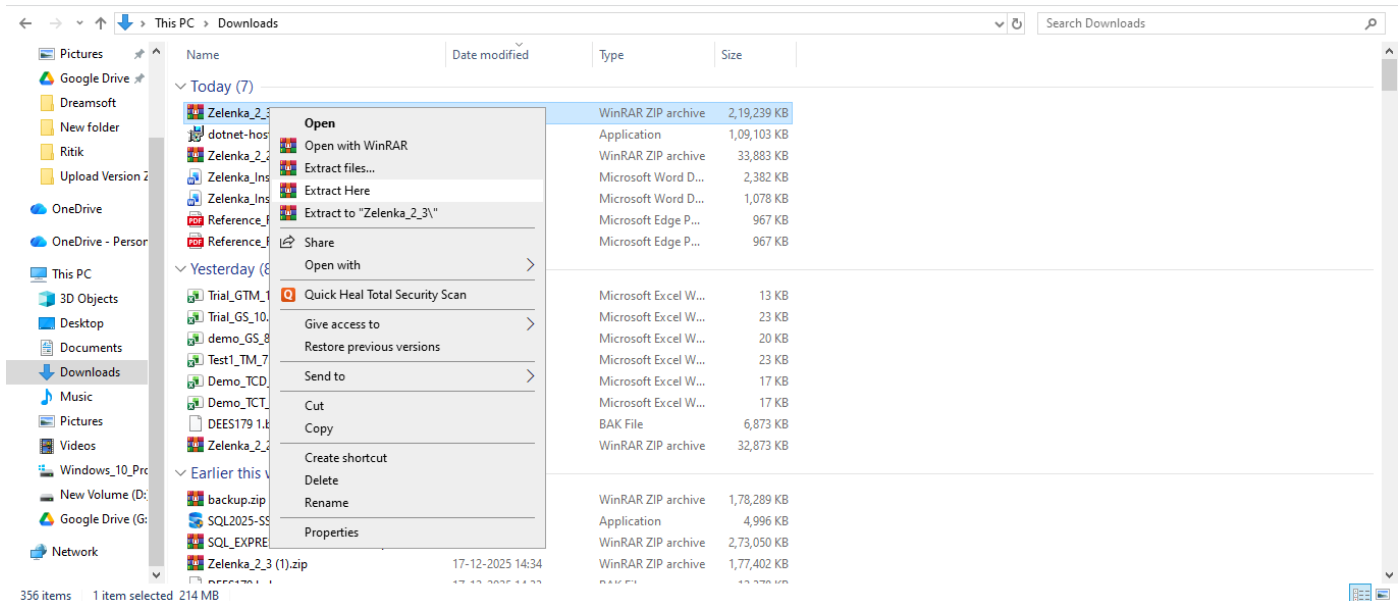 This PC > Downloads
Search Downloads
Pictures
Google Drive
Dreamsoft
New folder
Ritik
Upload Version
OneDrive
OneDrive - Person
This PC
3D Objects
Desktop
Documents
Downloads
Music
Pictures
Videos
Windows_10_Prc
New Volume (D:
Google Drive (G:
Network
Name Date modified Type Size
Today (7)
Zelenka_2_3 WinRAR ZIP archive 2,19,239 KB
dotnet-hos Application 1,09,103 KB
Zelenka_2_2 WinRAR ZIP archive 33,883 KB
Zelenka_Ins Microsoft Word D... 2,382 KB
Zelenka_Ins Microsoft Word D... 1,078 KB
Reference_F Microsoft Edge P... 967 KB
Reference_F Microsoft Edge P... 967 KB
Yesterday (8
Trial_GTM_1 Microsoft Excel W... 13 KB
Trial_GS_10. Microsoft Excel W... 23 KB
demo_GS_8 Microsoft Excel W... 20 KB
Test1_TM_7 Microsoft Excel W... 23 KB
Demo_TCD_ Microsoft Excel W... 17 KB
Demo_TCT_ Microsoft Excel W... 17 KB
DEES179 1.b BAK File 6,873 KB
Zelenka_2_2 WinRAR ZIP archive 32,873 KB
Earlier this w
backup.zip WinRAR ZIP archive 1,78,289 KB
SQL2025-SS Application 4,996 KB
SQL_EXPRE WinRAR ZIP archive 2,73,050 KB
Zelenka_2_3 (1).zip 17-12-2025 14:34 WinRAR ZIP archive 1,77,402 KB
Open
Open with WinRAR
Extract files...
Extract Here
Extract to "Zelenka_2_3\"
Share
Open with
Quick Heal Total Security Scan
Give access to
Restore previous versions
Send to
Cut
Copy
Create shortcut
Delete
Rename
Properties
356 items 1 item selected 214 MB